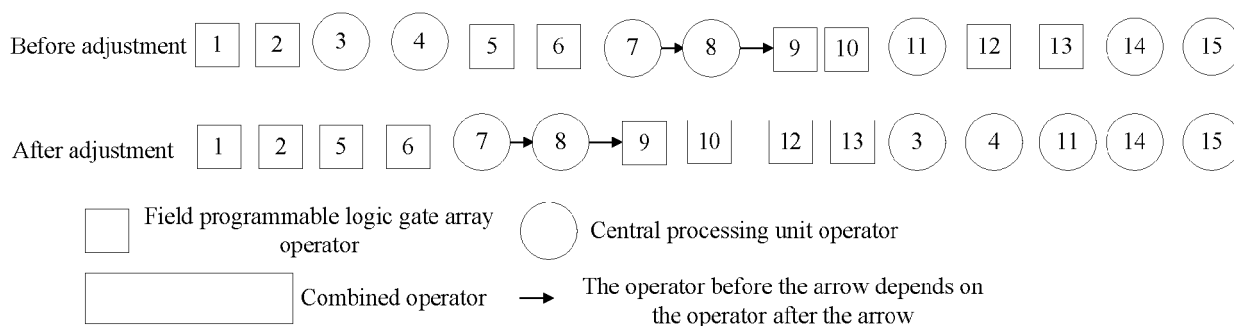 Before adjustment 1 2 3 4 5 6 7 8 9 10 11 12 13 14 15
After adjustment 1 2 5 6 7 8 9 10 12 13 3 4 11 14 15
Field programmable logic gate array
operator
Central processing unit operator
Combined operator
The operator before the arrow depends on
the operator after the arrow